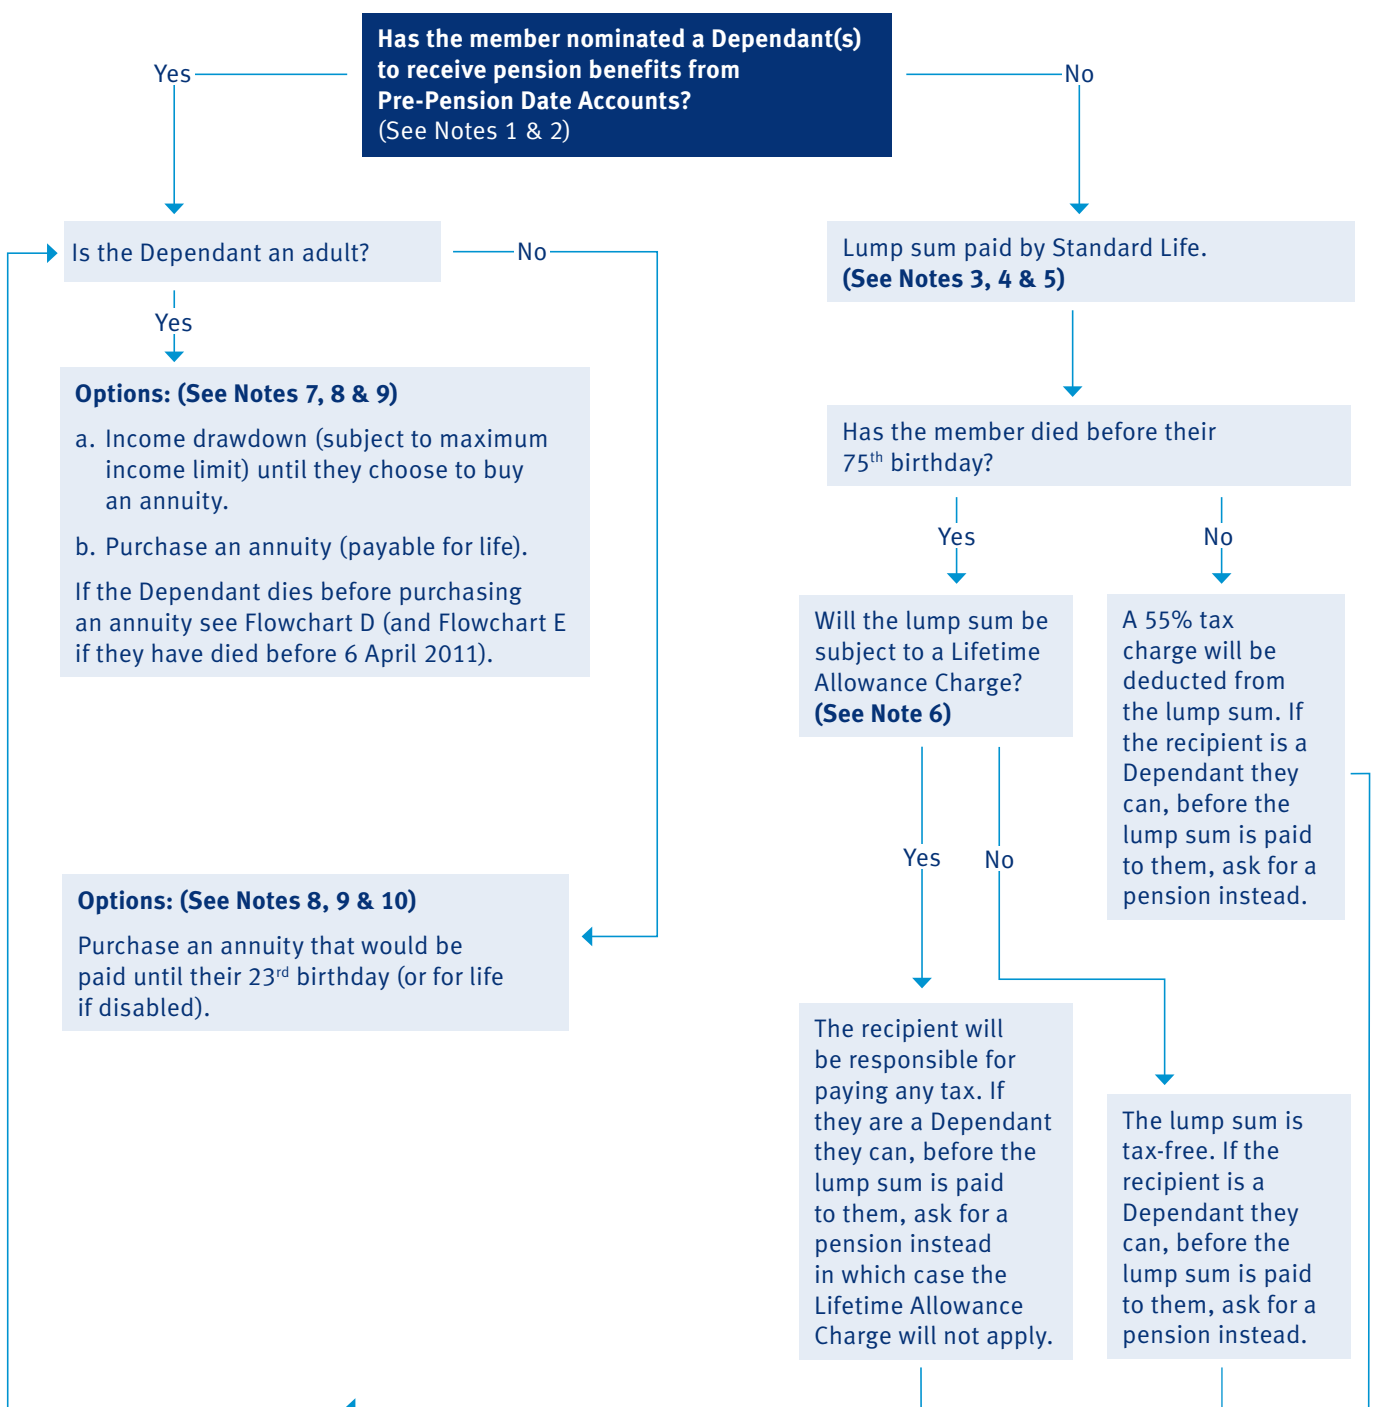 Has the member nominated a Dependant(s)
to receive pension benefits from
Pre-Pension Date Accounts?
(See Notes 1 & 2)
Yes
No
Is the Dependant an adult?
No
Yes
Options: (See Notes 7, 8 & 9)
a. Income drawdown (subject to maximum
income limit) until they choose to buy
an annuity.
b. Purchase an annuity (payable for life).
If the Dependant dies before purchasing
an annuity see Flowchart D (and Flowchart E
if they have died before 6 April 2011).
Options: (See Notes 8, 9 & 10)
Purchase an annuity that would be
paid until their 23rd birthday (or for life
if disabled).
Lump sum paid by Standard Life.
(See Notes 3, 4 & 5)
Has the member died before their
75th birthday?
Yes
No
Will the lump sum be
subject to a Lifetime
Allowance Charge?
(See Note 6)
A 55% tax
charge will be
deducted from
the lump sum. If
the recipient is a
Dependant they
can, before the
lump sum is paid
to them, ask for a
pension instead.
Yes
No
The recipient will
be responsible for
paying any tax. If
they are a Dependant
they can, before the
lump sum is paid
to them, ask for a
pension instead
in which case the
Lifetime Allowance
Charge will not apply.
The lump sum is
tax-free. If the
recipient is a
Dependant they
can, before the
lump sum is paid
to them, ask for a
pension instead.